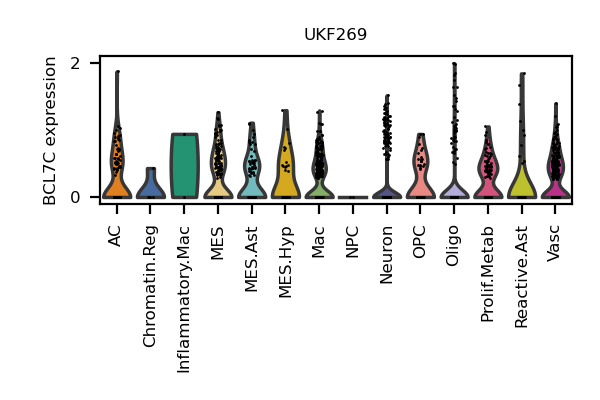 UKF269
BCL7C expression
2
0
AC
Chromatin.Reg
Inflammatory.Mac
MES
MES.Ast
MES.Hyp
Mac
NPC
Neuron
OPC
Oligo
Prolif.Metab
Reactive.Ast
Vasc